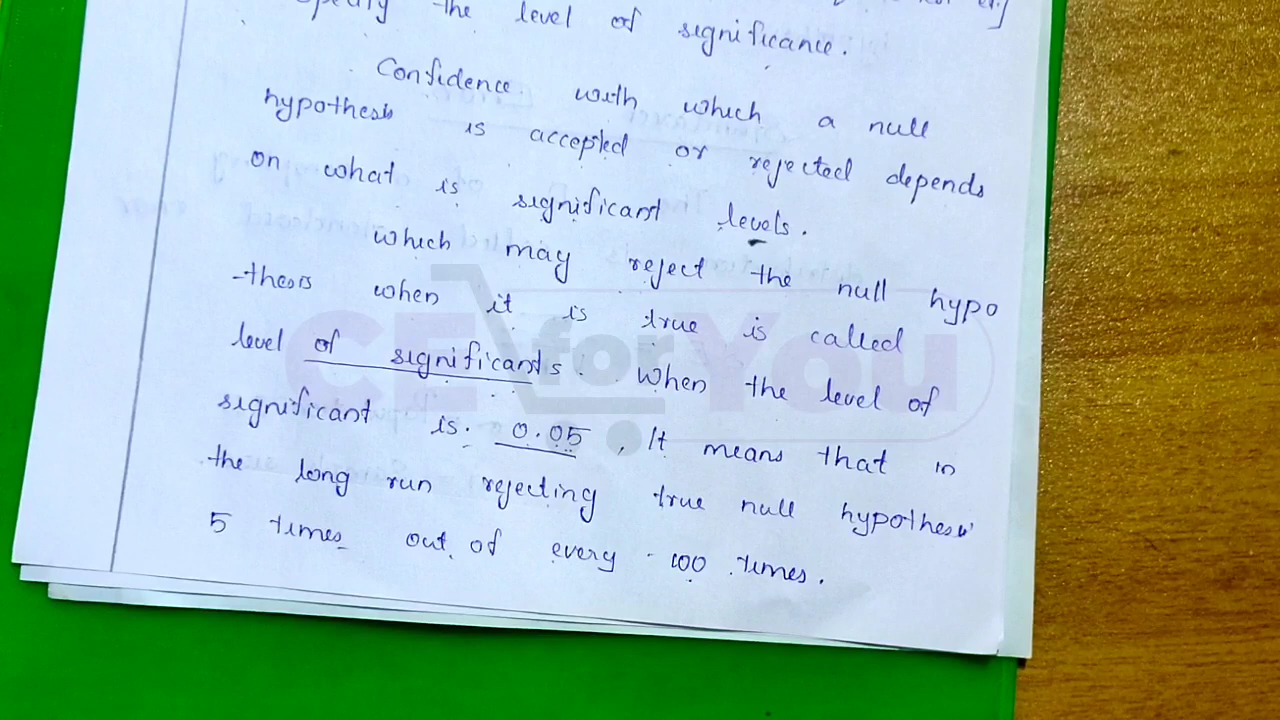 the level of significance.
Confidence with which a null
hypothesis is accepted or rejected depends
on what is significant levels.
which may reject the null hypo
-thesis when it is true is called
level of significants. When the level of
significant is. 0.05, It means that in
the long run rejecting true null hypothesis
5 times out of every 100 times.
CE for You